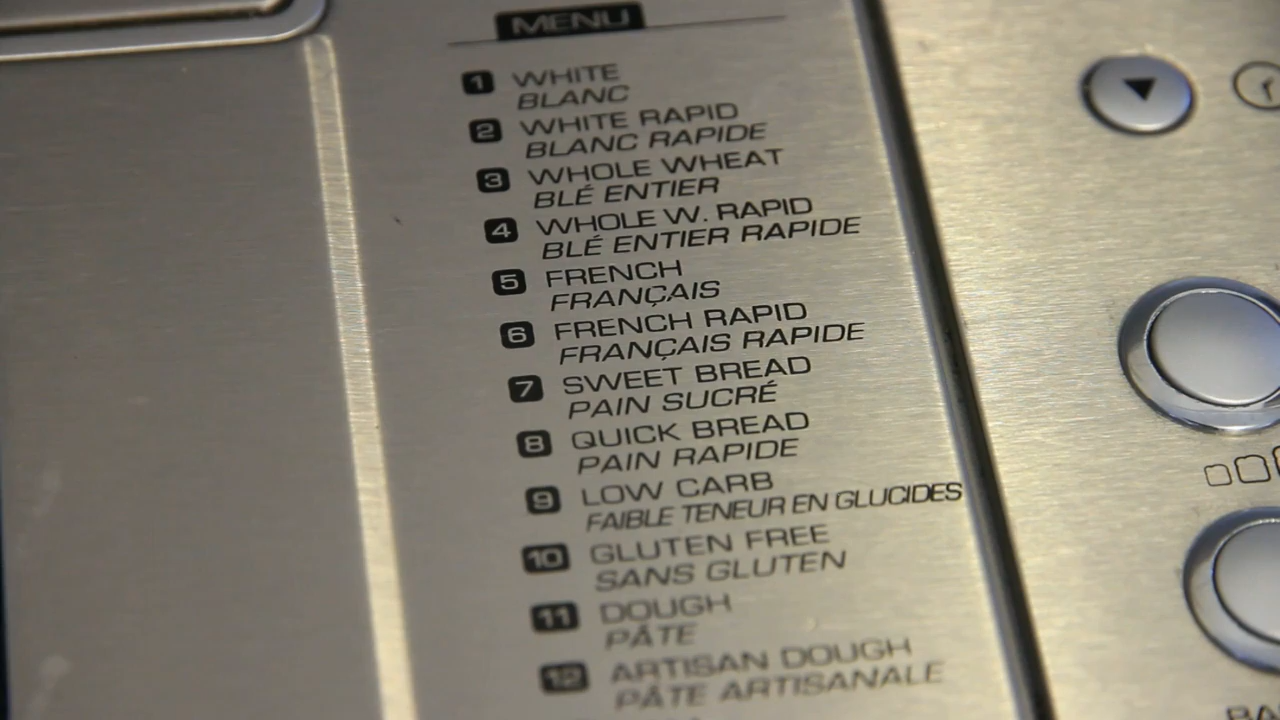 MENU
1 WHITE
BLANC
2 WHITE RAPID
BLANC RAPIDE
3 WHOLE WHEAT
BLÉ ENTIER
4 WHOLE W. RAPID
BLÉ ENTIER RAPIDE
5 FRENCH
FRANÇAIS
6 FRENCH RAPID
FRANÇAIS RAPIDE
7 SWEET BREAD
PAIN SUCRÉ
8 QUICK BREAD
PAIN RAPIDE
9 LOW CARB
FAIBLE TENEUR EN GLUCIDES
10 GLUTEN FREE
SANS GLUTEN
11 DOUGH
PÂTE
12 ARTISAN DOUGH
PÂTE ARTISANALE